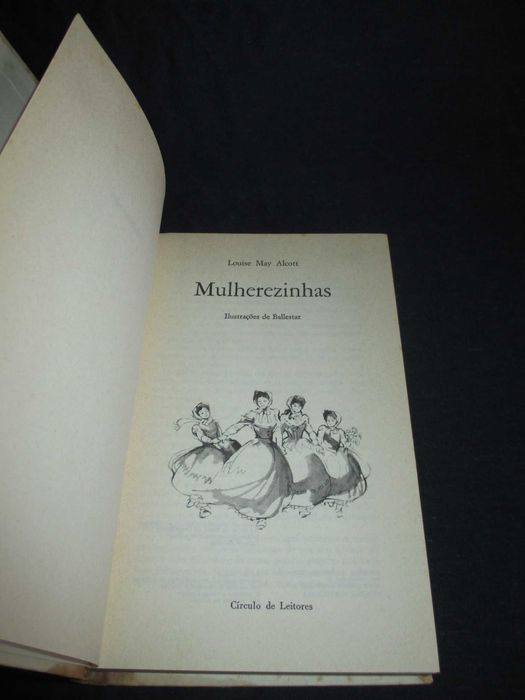 Louise May Alcott
Mulherezinhas
Ilustrações de Ballestar
Círculo de Leitores